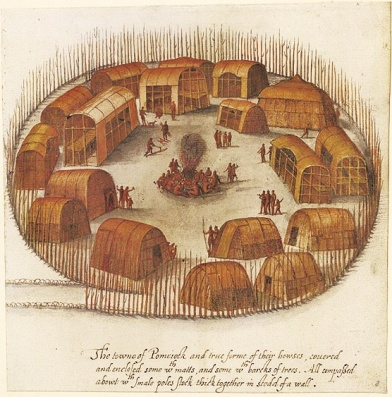 The towne of Pomeiock and true forme of their howses, couered
and enclosed some wth matts, and some wth barcks of trees. All compassed
abowt wth smale poles stock thick together in stedd of a wall.